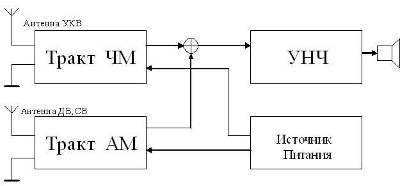 Антенна УКВ
Тракт ЧМ
УНЧ
Антенна ДВ, СВ
Тракт АМ
Источник
Питания